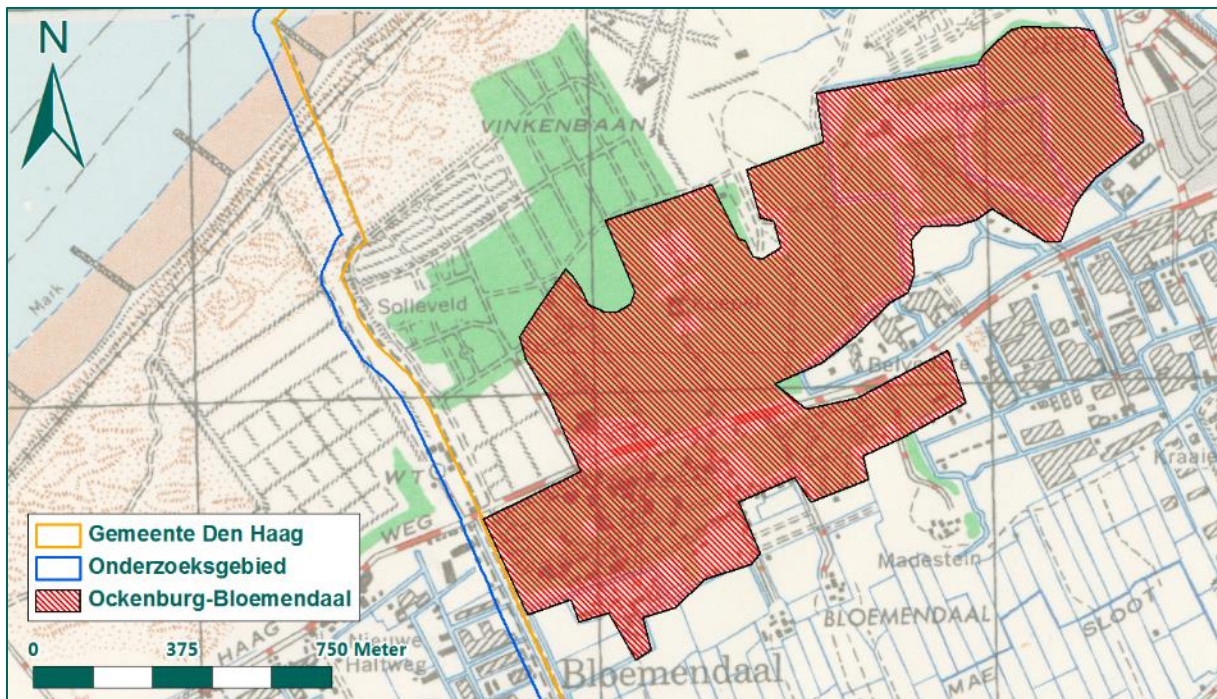 N
VINKENBAAN
Mark
Solleveld
WEG
Kraaie
Madestein
BLOEMENDAAL
SLOOT
HAAG
Nieuwe
Haltweg
Bloemendaal
MAE
Gemeente Den Haag
Onderzoeksgebied
Ockenburg-Bloemendaal
0 375 750 Meter